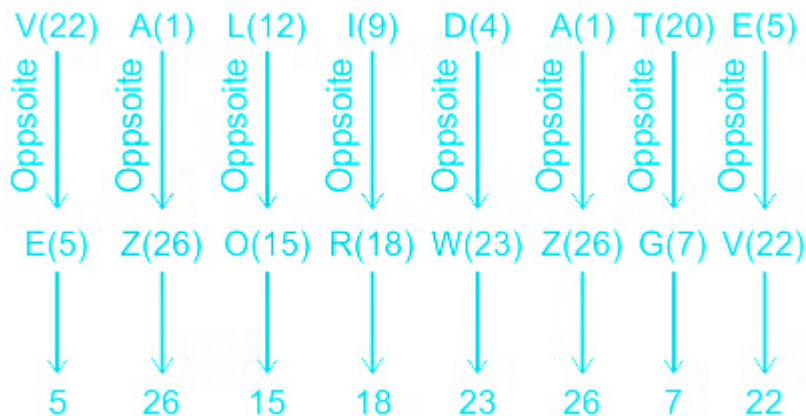 V(22) A(1) L(12) I(9) D(4) A(1) T(20) E(5)
Oppsoite Oppsoite Oppsoite Oppsoite Oppsoite Oppsoite Oppsoite Oppsoite
E(5) Z(26) O(15) R(18) W(23) Z(26) G(7) V(22)
5 26 15 18 23 26 7 22